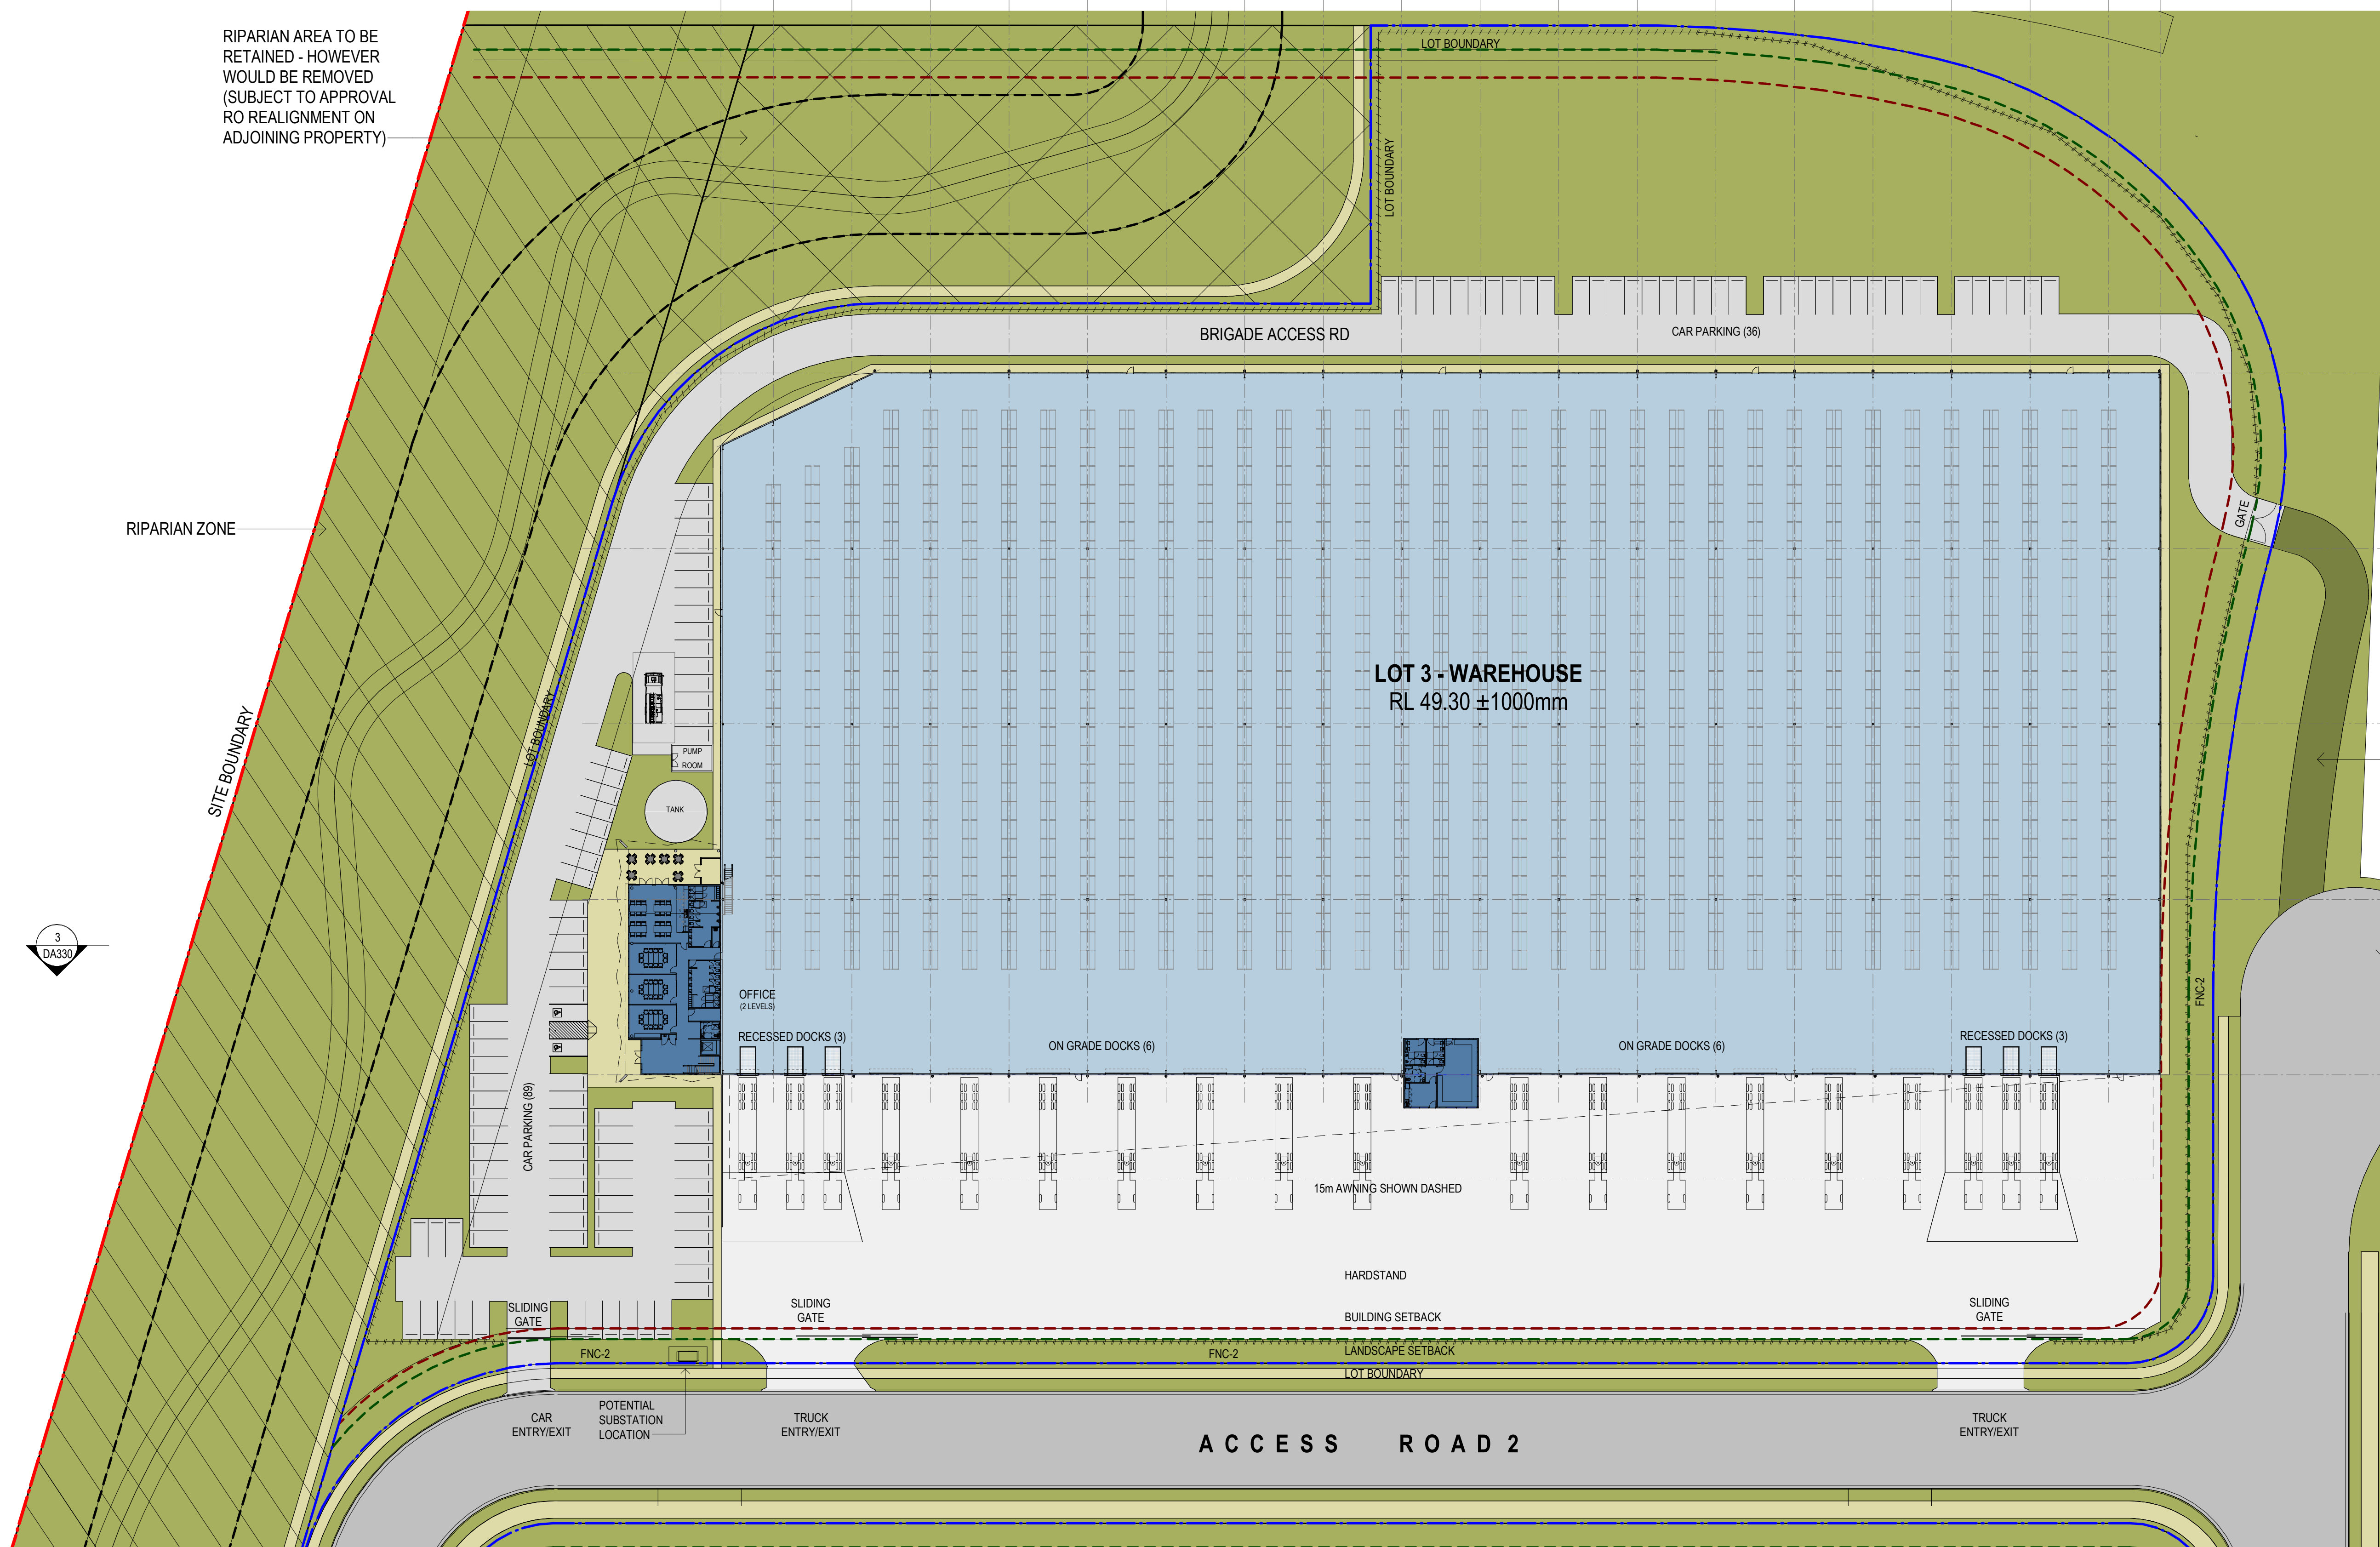 RIPARIAN AREA TO BE
RETAINED - HOWEVER
WOULD BE REMOVED
(SUBJECT TO APPROVAL
RO REALIGNMENT ON
ADJOINING PROPERTY)
LOT BOUNDARY
LOT BOUNDARY
BRIGADE ACCESS RD
CAR PARKING (36)
RIPARIAN ZONE
GATE
LOT 3 - WAREHOUSE
RL 49.30 ±1000mm
SITE BOUNDARY
LOT BOUNDARY
PUMP
ROOM
TANK
3
DA330
OFFICE
(2 LEVELS)
FNC-2
RECESSED DOCKS (3)
ON GRADE DOCKS (6)
ON GRADE DOCKS (6)
RECESSED DOCKS (3)
CAR PARKING (89)
15m AWNING SHOWN DASHED
HARDSTAND
SLIDING
GATE
SLIDING
GATE
SLIDING
GATE
BUILDING SETBACK
FNC-2
FNC-2
LANDSCAPE SETBACK
LOT BOUNDARY
CAR
ENTRY/EXIT
POTENTIAL
SUBSTATION
LOCATION
TRUCK
ENTRY/EXIT
TRUCK
ENTRY/EXIT
ACCESS ROAD 2